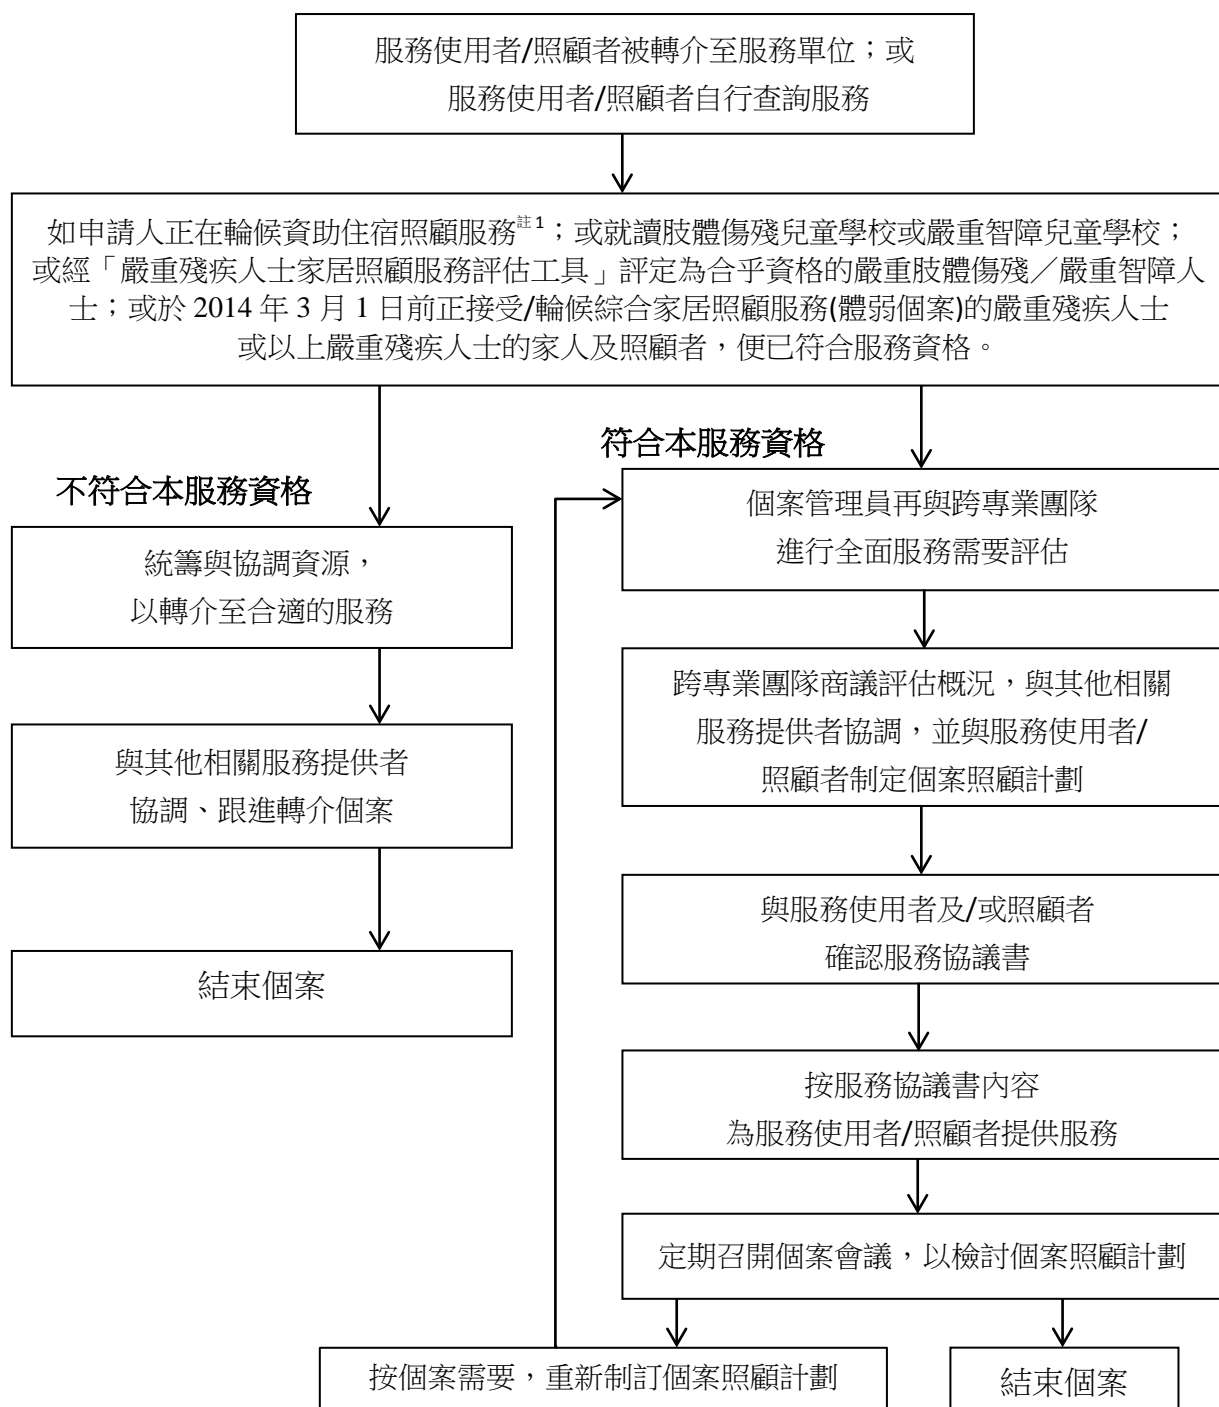 服務使用者/照顧者被轉介至服務單位；或
服務使用者/照顧者自行查詢服務
如申請人正在輪候資助住宿照顧服務註1；或就讀肢體傷殘兒童學校或嚴重智障兒童學校；
或經「嚴重殘疾人士家居照顧服務評估工具」評定為合乎資格的嚴重肢體傷殘／嚴重智障人
士；或於 2014 年 3 月 1 日前正接受/輪候綜合家居照顧服務(體弱個案)的嚴重殘疾人士
或以上嚴重殘疾人士的家人及照顧者，便已符合服務資格。
不符合本服務資格
統籌與協調資源，
以轉介至合適的服務
與其他相關服務提供者
協調、跟進轉介個案
結束個案
符合本服務資格
個案管理員再與跨專業團隊
進行全面服務需要評估
跨專業團隊商議評估概況，與其他相關
服務提供者協調，並與服務使用者/
照顧者制定個案照顧計劃
與服務使用者及/或照顧者
確認服務協議書
按服務協議書內容
為服務使用者/照顧者提供服務
定期召開個案會議，以檢討個案照顧計劃
按個案需要，重新制訂個案照顧計劃
結束個案